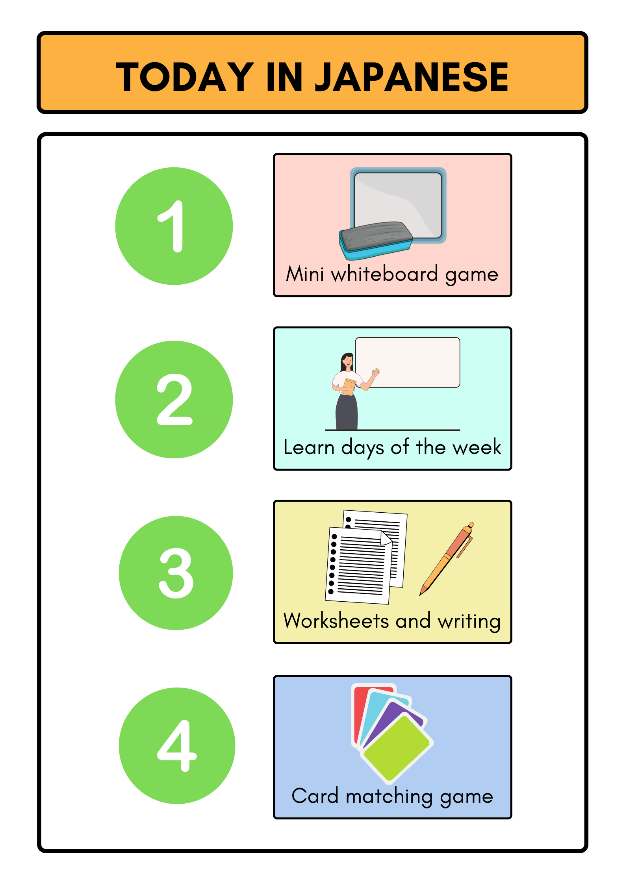 TODAY IN JAPANESE
1
Mini whiteboard game
2
Learn days of the week
3
Worksheets and writing
4
Card matching game